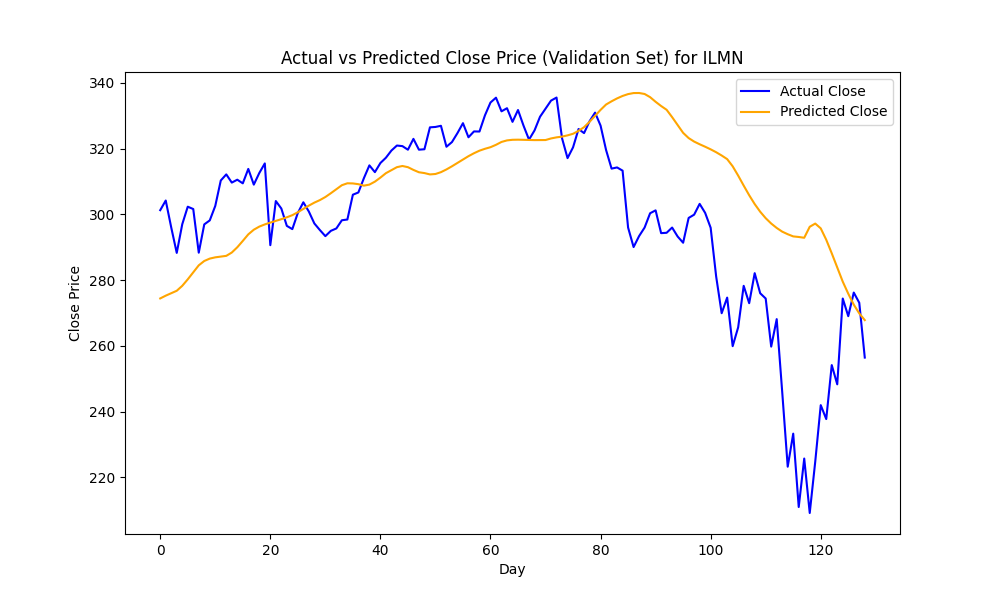 Actual vs Predicted Close Price (Validation Set) for ILMN
Actual Close
Predicted Close
Close Price
340
320
300
280
260
240
220
0 20 40 60 80 100 120
Day